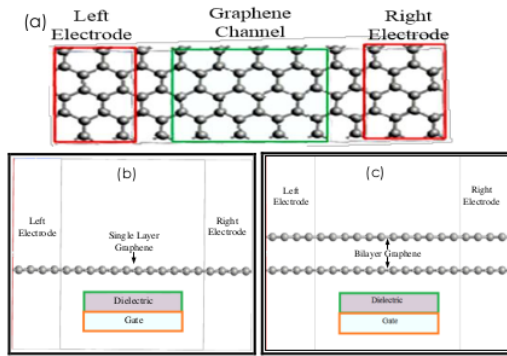 (a)
Left
Electrode
Graphene
Channel
Right
Electrode
(b)
Left
Electrode
Single Layer
Graphene
Right
Electrode
Dielectric
Gate
(c)
Left
Electrode
Right
Electrode
Bilayer Graphene
Dielectric
Gate